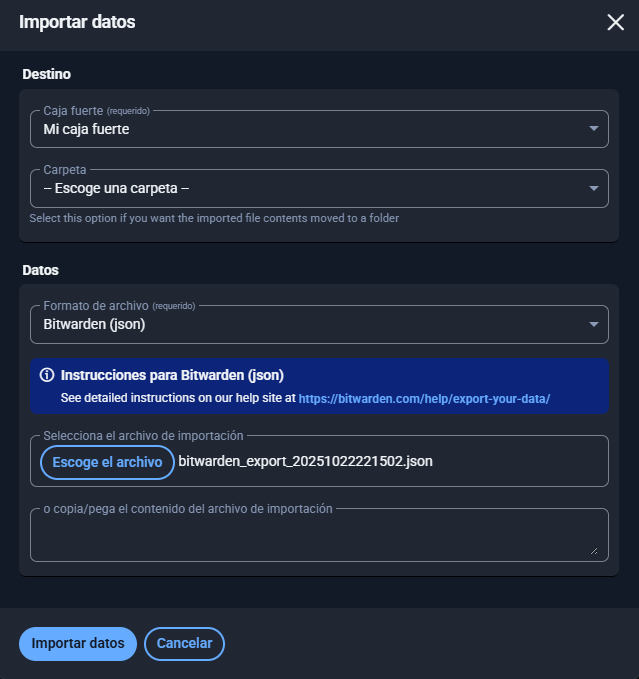 Importar datos
Destino
Caja fuerte (requerido)
Mi caja fuerte
Carpeta
-- Escoge una carpeta --
Select this option if you want the imported file contents moved to a folder
Datos
Formato de archivo (requerido)
Bitwarden (json)
Instrucciones para Bitwarden (json)
See detailed instructions on our help site at https://bitwarden.com/help/export-your-data/
Selecciona el archivo de importación
Escoge el archivo bitwarden_export_20251022221502.json
o copia/pega el contenido del archivo de importación
Importar datos Cancelar